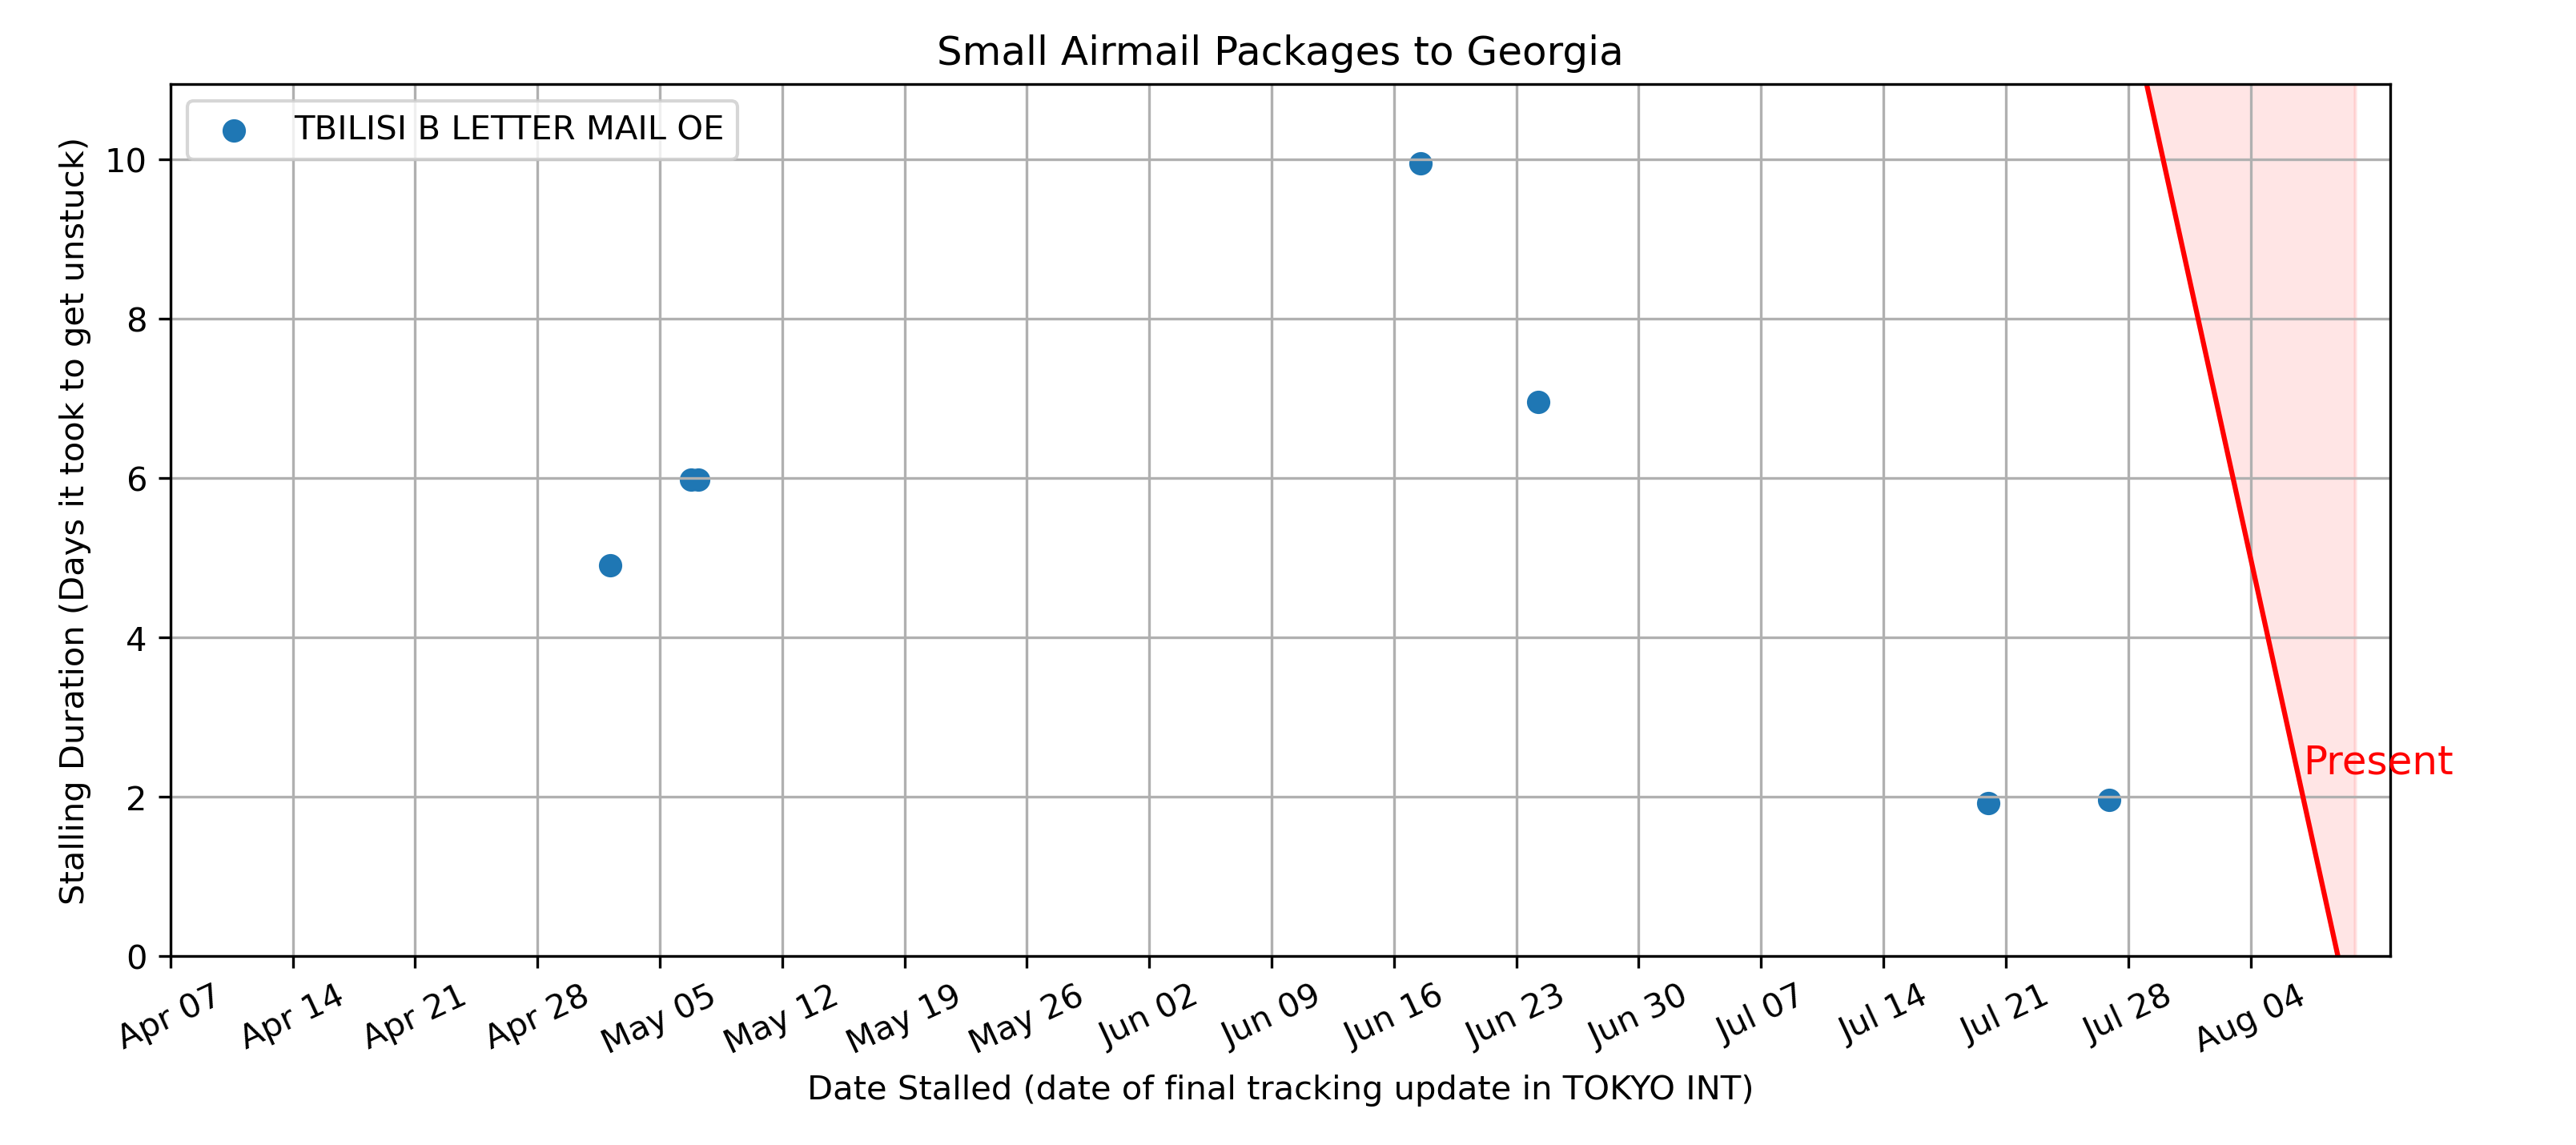 Small Airmail Packages to Georgia
TBILISI B LETTER MAIL OE
Stalling Duration (Days it took to get unstuck)
10
8
6
4
2
0
Present
Apr 07
Apr 14
Apr 21
Apr 28
May 05
May 12
May 19
May 26
Jun 02
Jun 09
Jun 16
Jun 23
Jun 30
Jul 07
Jul 14
Jul 21
Jul 28
Aug 04
Date Stalled (date of final tracking update in TOKYO INT)